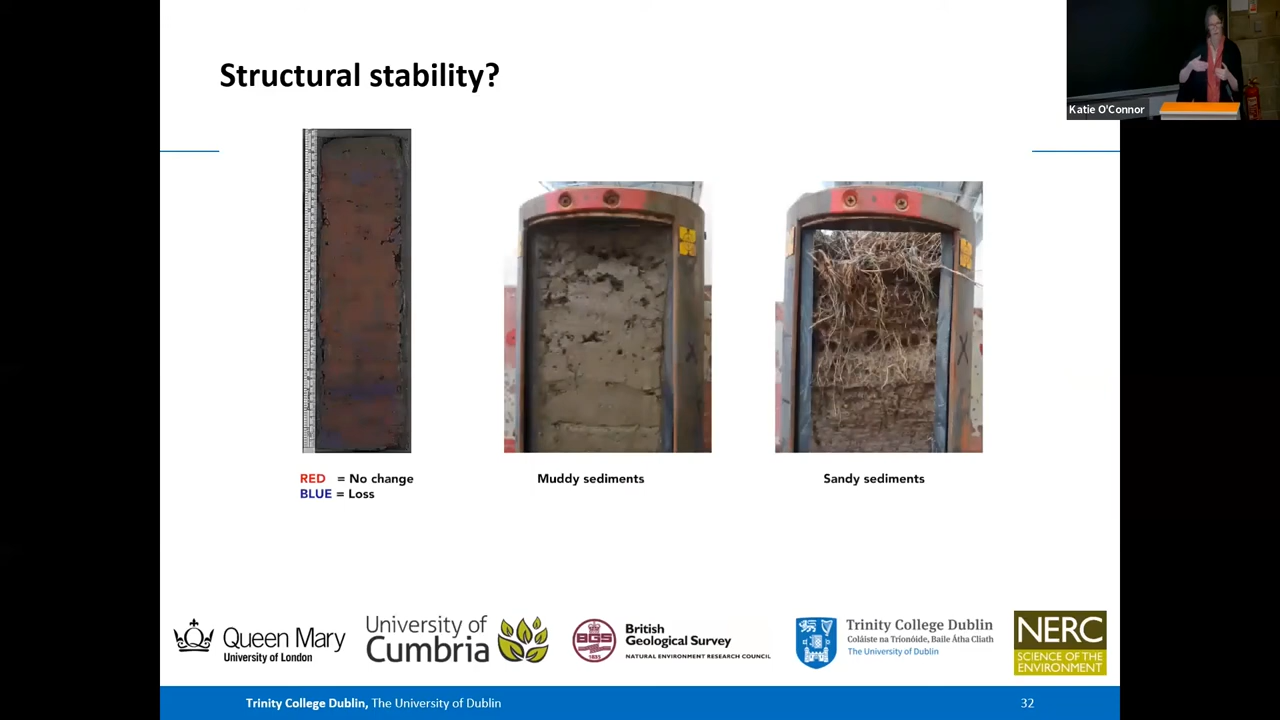 Structural stability?
Katie O'Connor
RED = No change
BLUE = Loss
Muddy sediments
Sandy sediments
Queen Mary
University of London
University of
Cumbria
BGS
1835
British
Geological Survey
NATURAL ENVIRONMENT RESEARCH COUNCIL
Trinity College Dublin
Coláiste na Tríonóide, Baile Átha Cliath
The University of Dublin
NERC
SCIENCE OF THE
ENVIRONMENT
Trinity College Dublin, The University of Dublin
32